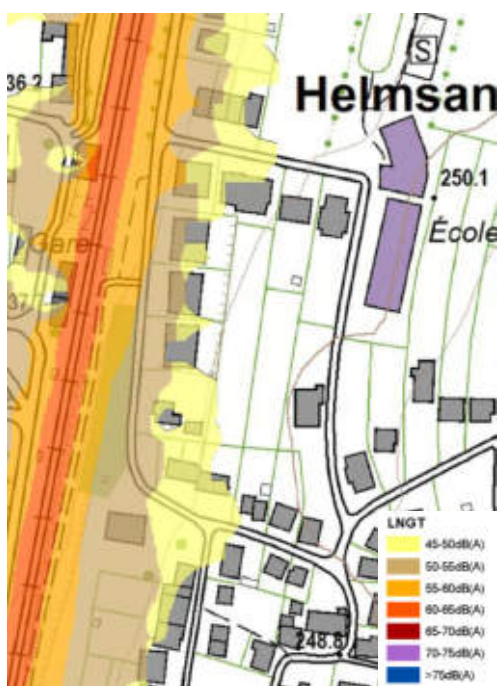 S
Helmsan
36.2
250.1
École
Gare
37
248.8
LNGT
45-50dB(A)
50-55dB(A)
55-60dB(A)
60-65dB(A)
65-70dB(A)
70-75dB(A)
>75dB(A)